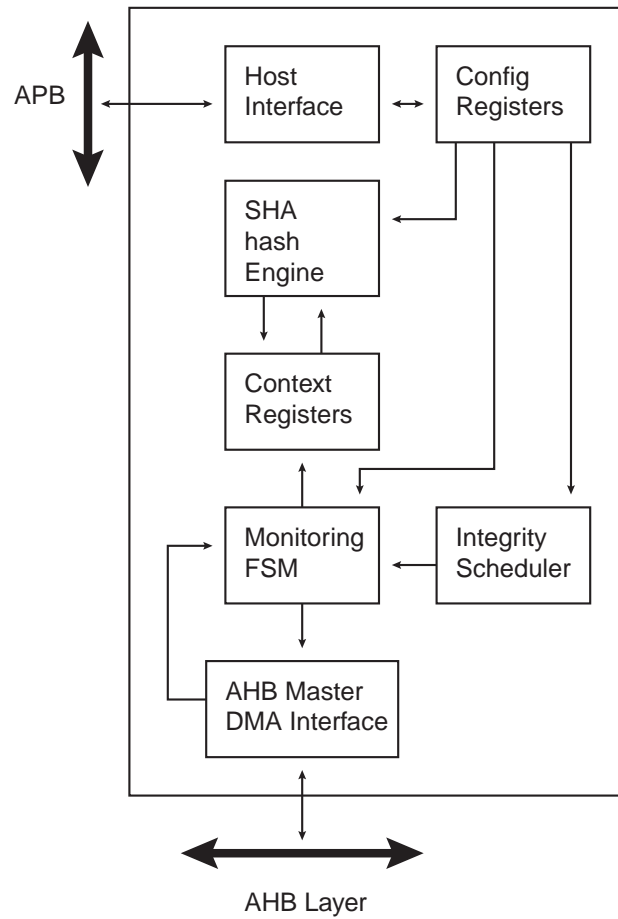 APB
Host
Interface
Config
Registers
SHA
hash
Engine
Context
Registers
Monitoring
FSM
Integrity
Scheduler
AHB Master
DMA Interface
AHB Layer